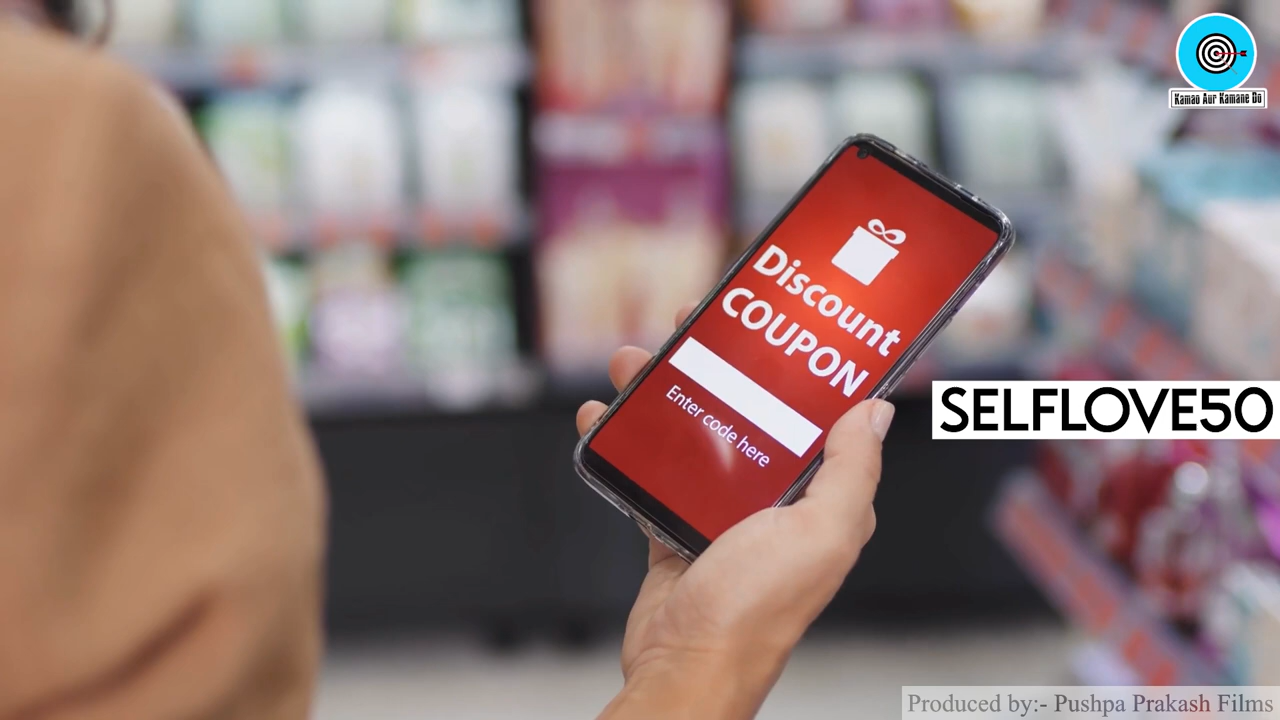 Kamao Aur Kamane Do
Discount
COUPON
Enter code here
SELFLOVE50
Produced by:- Pushpa Prakash Films